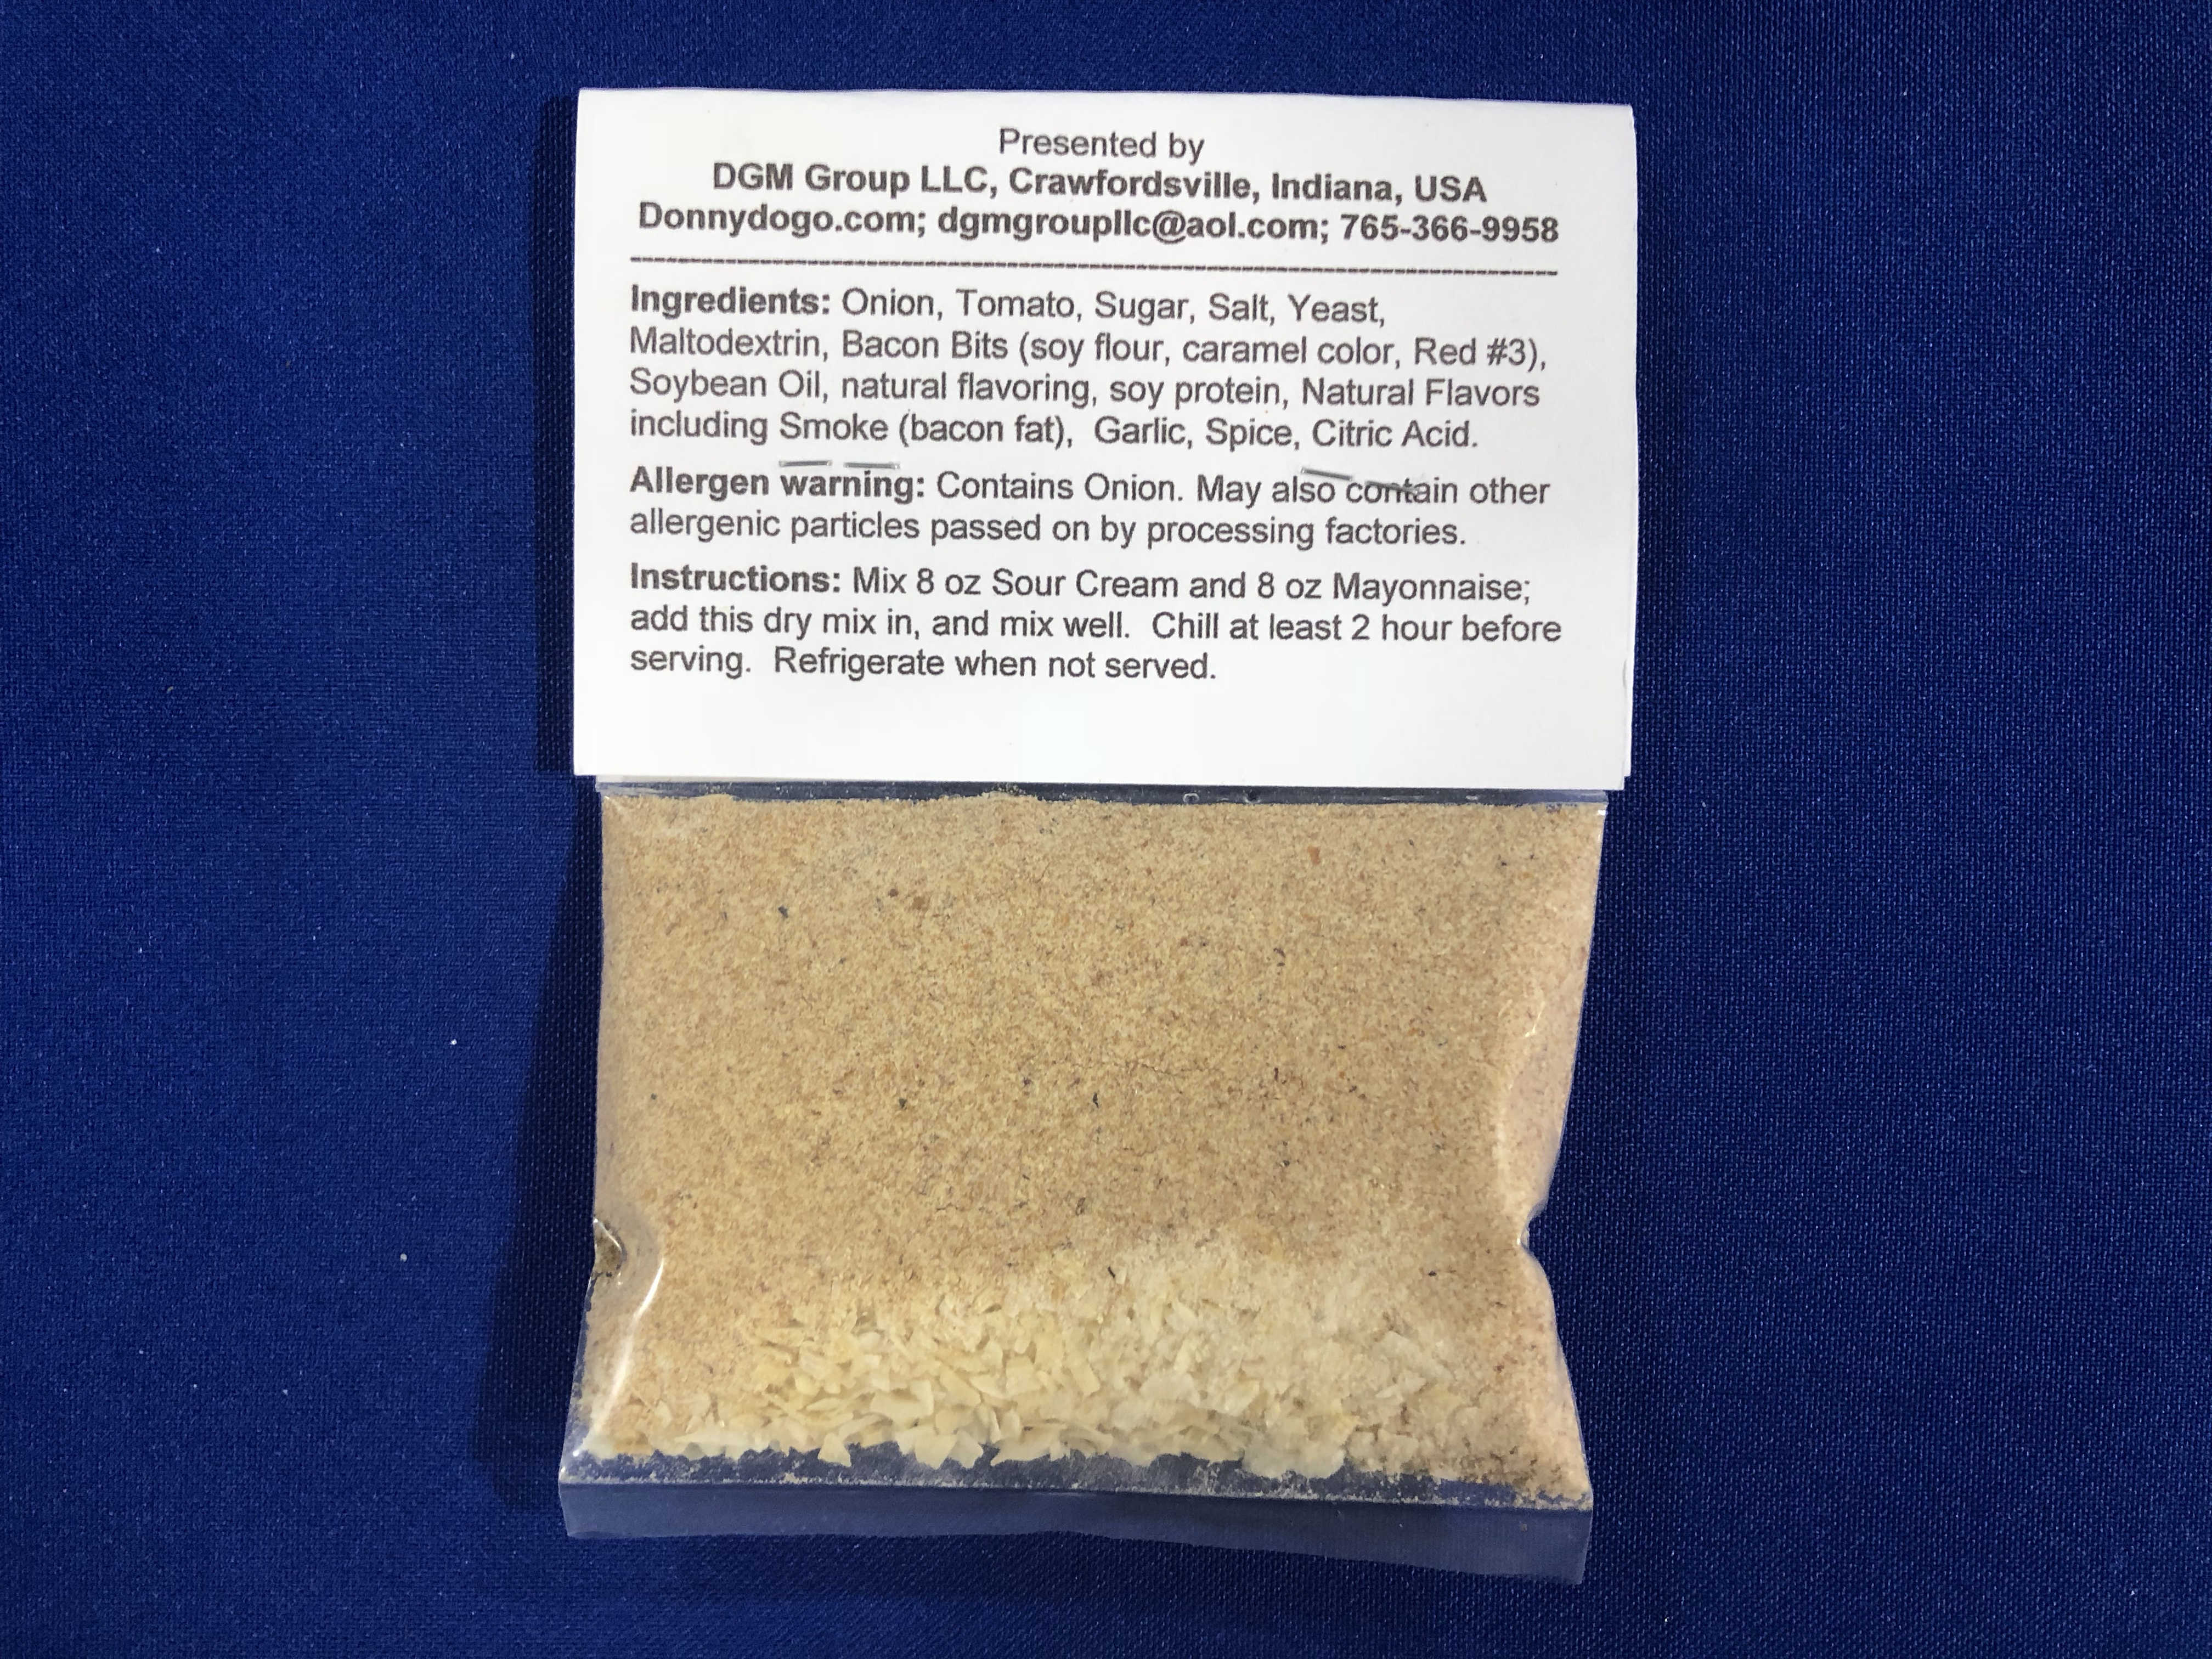 Presented by
DGM Group LLC, Crawfordsville, Indiana, USA
Donnydogo.com; dgmgroupllc@aol.com; 765-366-9958
Ingredients: Onion, Tomato, Sugar, Salt, Yeast,
Maltodextrin, Bacon Bits (soy flour, caramel color, Red #3),
Soybean Oil, natural flavoring, soy protein, Natural Flavors
including Smoke (bacon fat), Garlic, Spice, Citric Acid.
Allergen warning: Contains Onion. May also contain other
allergenic particles passed on by processing factories.
Instructions: Mix 8 oz Sour Cream and 8 oz Mayonnaise;
add this dry mix in, and mix well. Chill at least 2 hour before
serving. Refrigerate when not served.